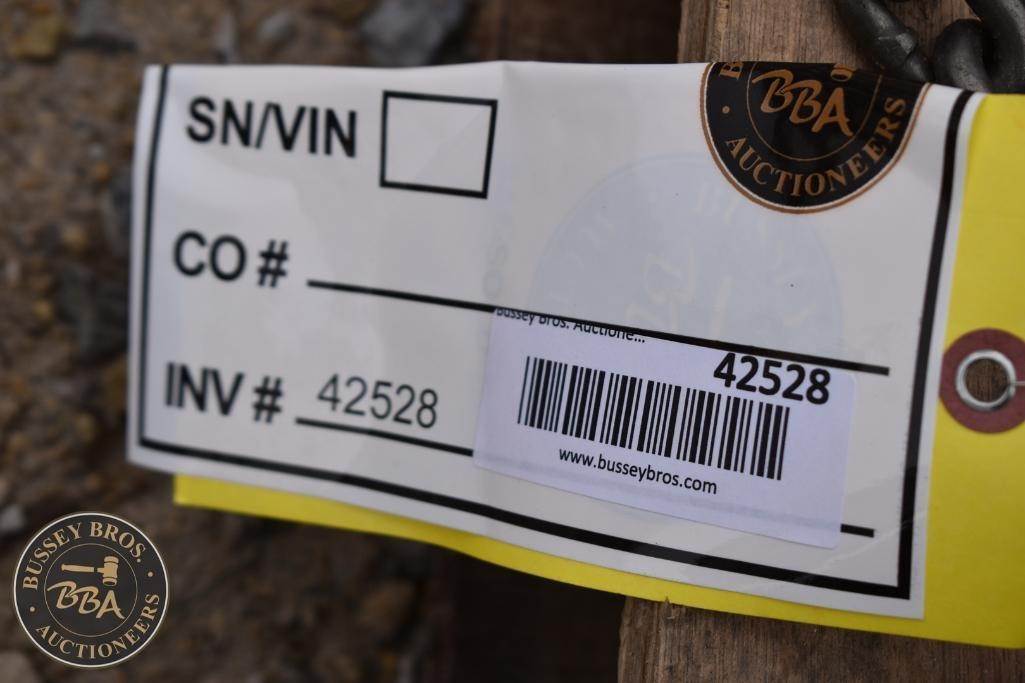 SN/VIN
BBA
AUCTIONEERS
CO #
Bussey Bros. Auctione...
42528
INV # 42528
www.busseybros.com
BUSSEY BROS.
BBA
AUCTIONEERS